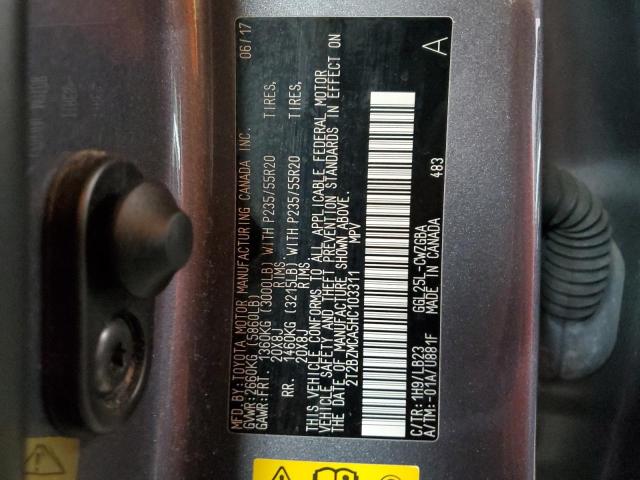 MFD.BY:TOYOTA MOTOR MANUFACTURING CANADA INC. 06/17
GVWR:2660KG (5860LB)
GAWR:FRT. 1360KG (3000LB) WITH P235/55R20 TIRES,
20X8J RIMS
RR. 1460KG (3215LB) WITH P235/55R20 TIRES,
20X8J RIMS
THIS VEHICLE CONFORMS TO ALL APPLICABLE FEDERAL MOTOR
VEHICLE SAFETY AND THEFT PREVENTION STANDARDS IN EFFECT ON
THE DATE OF MANUFACTURE SHOWN ABOVE.
2T2BZMCA5HC103311 MPV
A
C/TR:1H9/LB23 GGL25L-CWZGBA
A/TM:-01A/U881F MADE IN CANADA 483